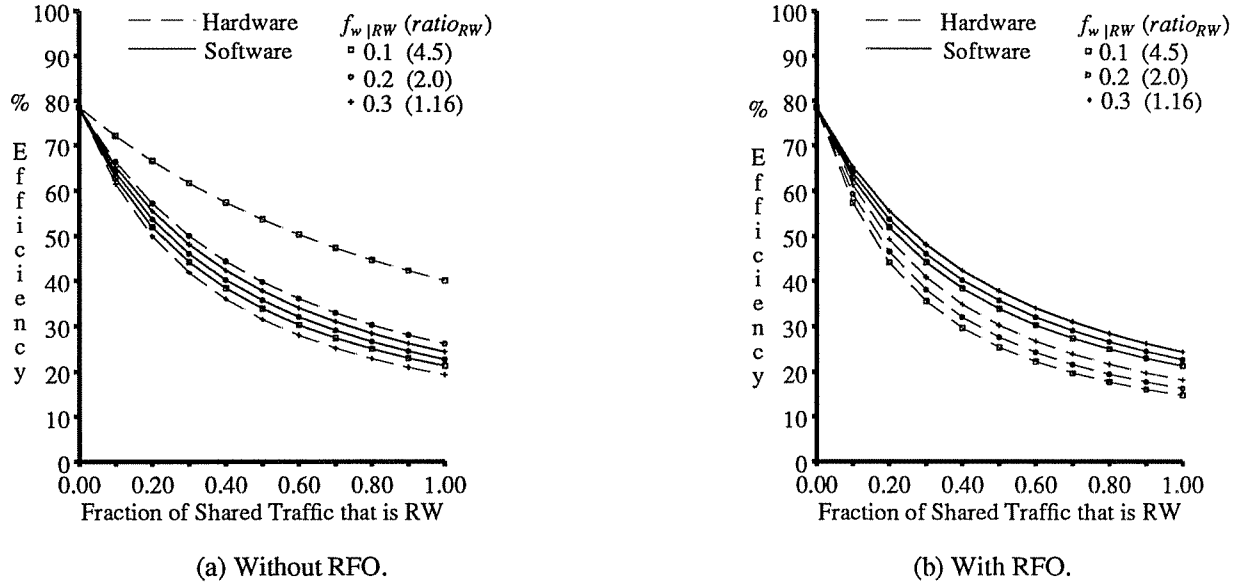 100
90
80
70
60
50
40
30
20
10
0
%
E
f
f
i
c
i
e
n
c
y
Hardware
Software
f_w|RW (ratio_RW)
0.1 (4.5)
0.2 (2.0)
0.3 (1.16)
0.00 0.20 0.40 0.60 0.80 1.00
Fraction of Shared Traffic that is RW
(a) Without RFO.
100
90
80
70
60
50
40
30
20
10
0
%
E
f
f
i
c
i
e
n
c
y
Hardware
Software
f_w|RW (ratio_RW)
0.1 (4.5)
0.2 (2.0)
0.3 (1.16)
0.00 0.20 0.40 0.60 0.80 1.00
Fraction of Shared Traffic that is RW
(b) With RFO.